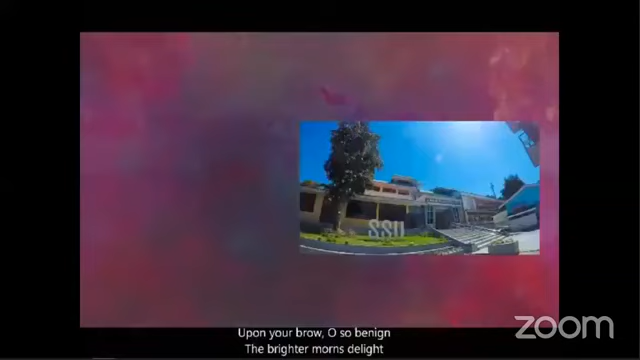 SSU
Upon your brow, O so benign
The brighter morns delight
zoom